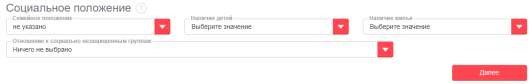 Социальное положение ?
Семейное положение
не указано
Наличие детей
Выберите значение
Наличие жилья
Выберите значение
Отношение к социально незащищенным группам
Ничего не выбрано
Далее